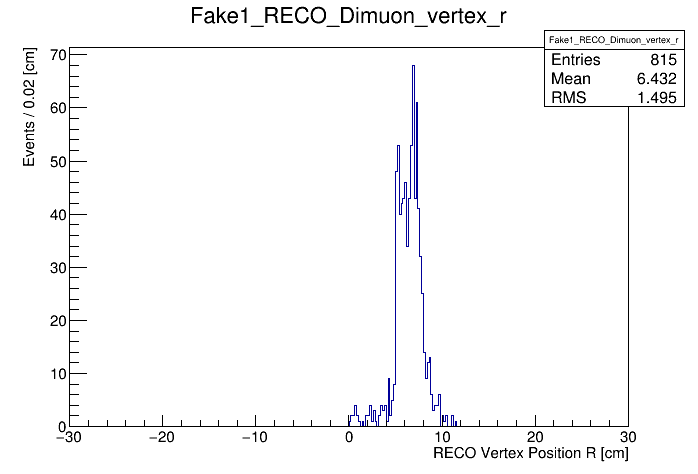 Fake1_RECO_Dimuon_vertex_r
Fake1_RECO_Dimuon_vertex_r
Entries 815
Mean 6.432
RMS 1.495
Events / 0.02 [cm]
70
60
50
40
30
20
10
0
−30 −20 −10 0 10 20 30
RECO Vertex Position R [cm]